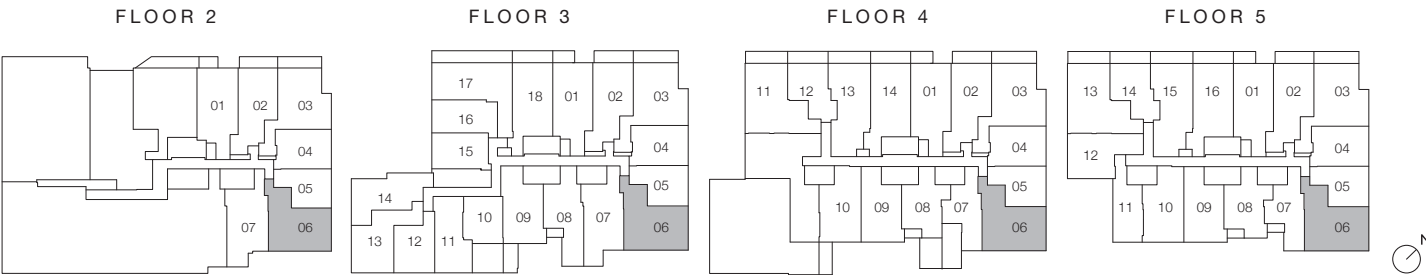 FLOOR 2
01 02 03
04
05
07 06
FLOOR 3
17 18 01 02 03
16
15 04
05
14
13 12 11 10 09 08 07 06
FLOOR 4
11 12 13 14 01 02 03
04
05
10 09 08 07 06
FLOOR 5
13 14 15 16 01 02 03
12 04
05
11 10 09 08 07 06
N